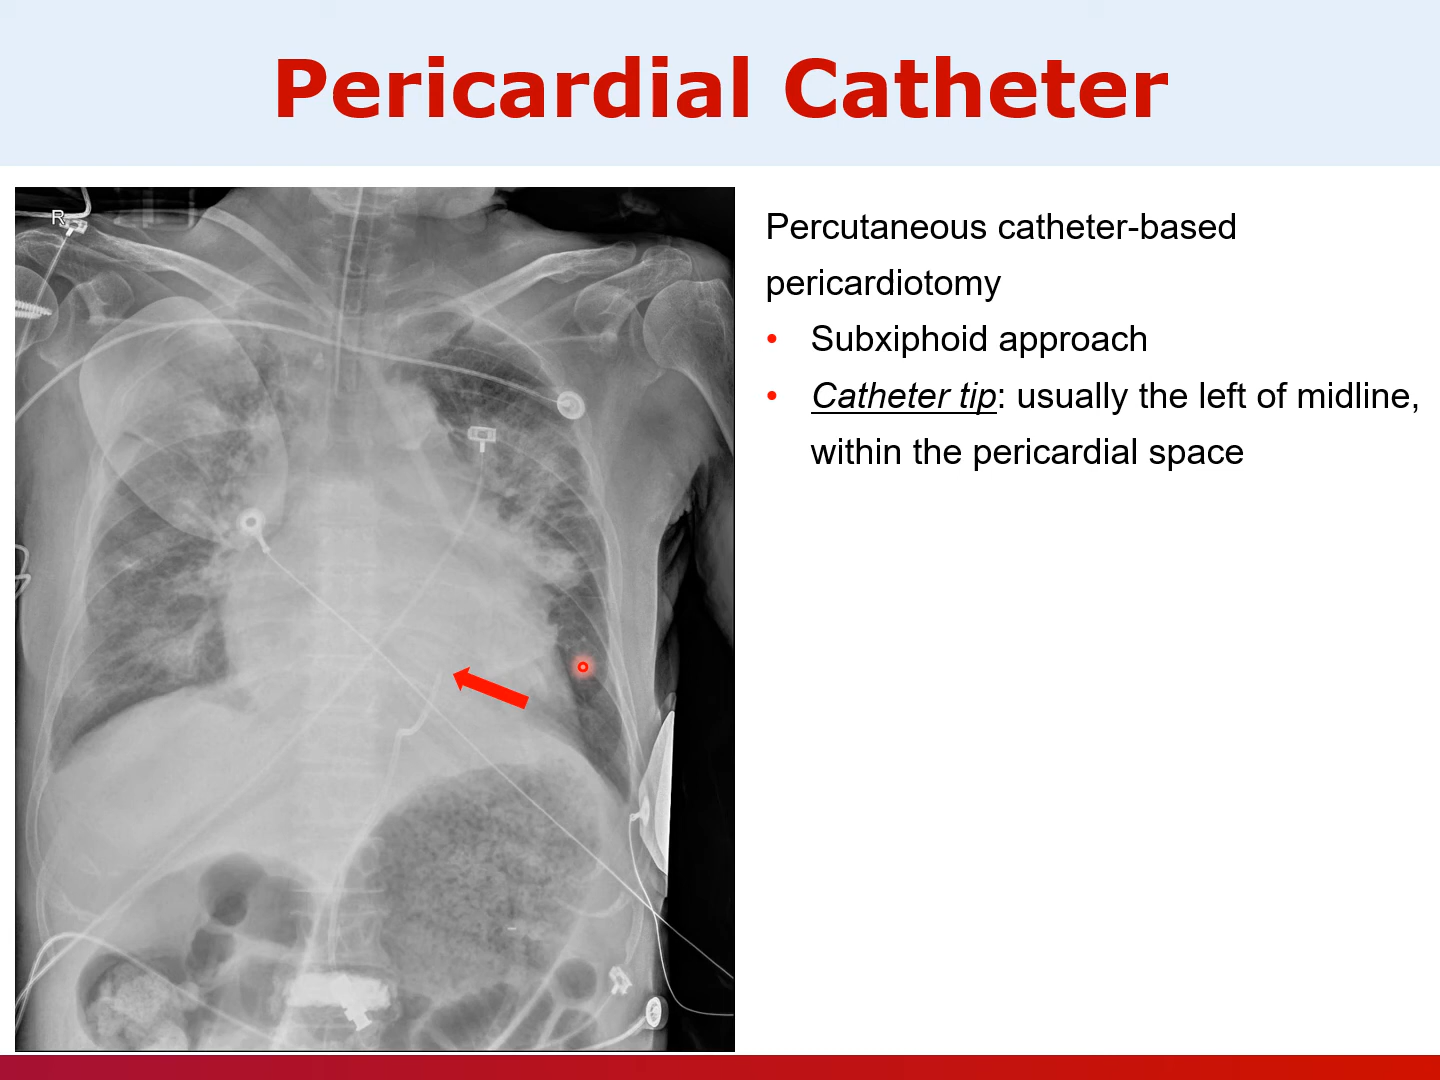 Pericardial Catheter
R
Percutaneous catheter-based
pericardiotomy
• Subxiphoid approach
• Catheter tip: usually the left of midline,
within the pericardial space